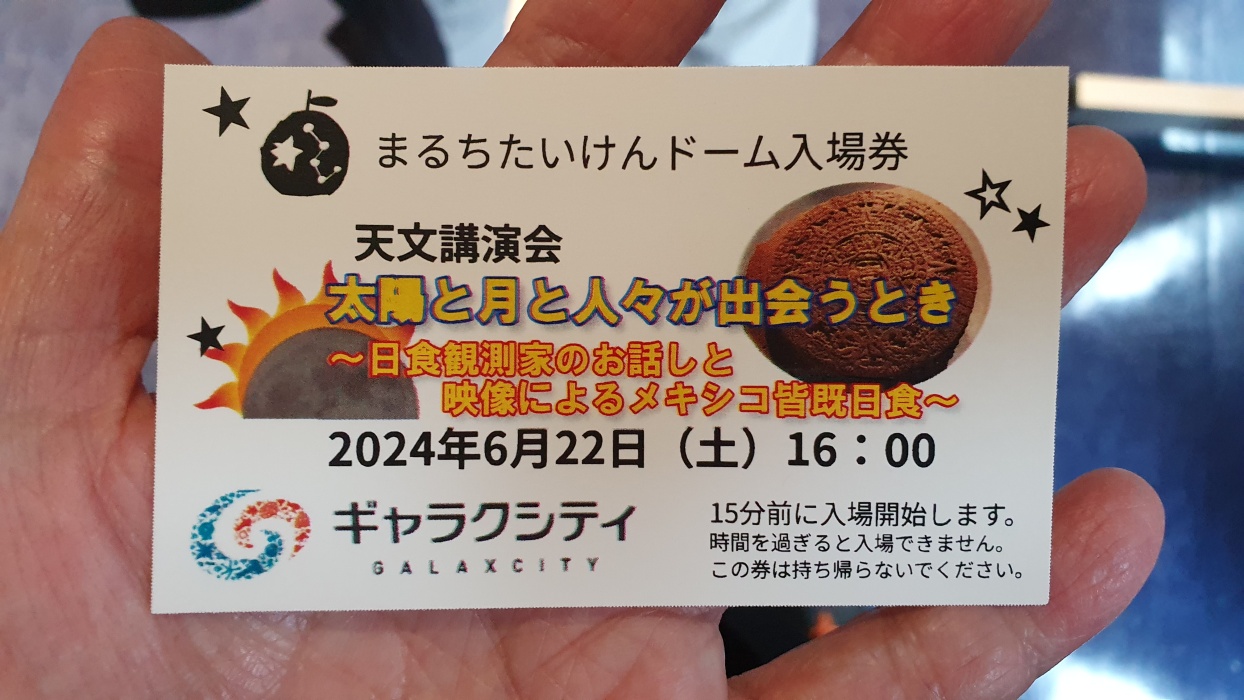 まるちたいけんドーム入場券
天文講演会
太陽と月と人々が出会うとき
～日食観測家のお話しと
映像によるメキシコ皆既日食～
2024年6月22日（土）16：00
ギャラクシティ
GALAXCITY
15分前に入場開始します。
時間を過ぎると入場できません。
この券は持ち帰らないでください。